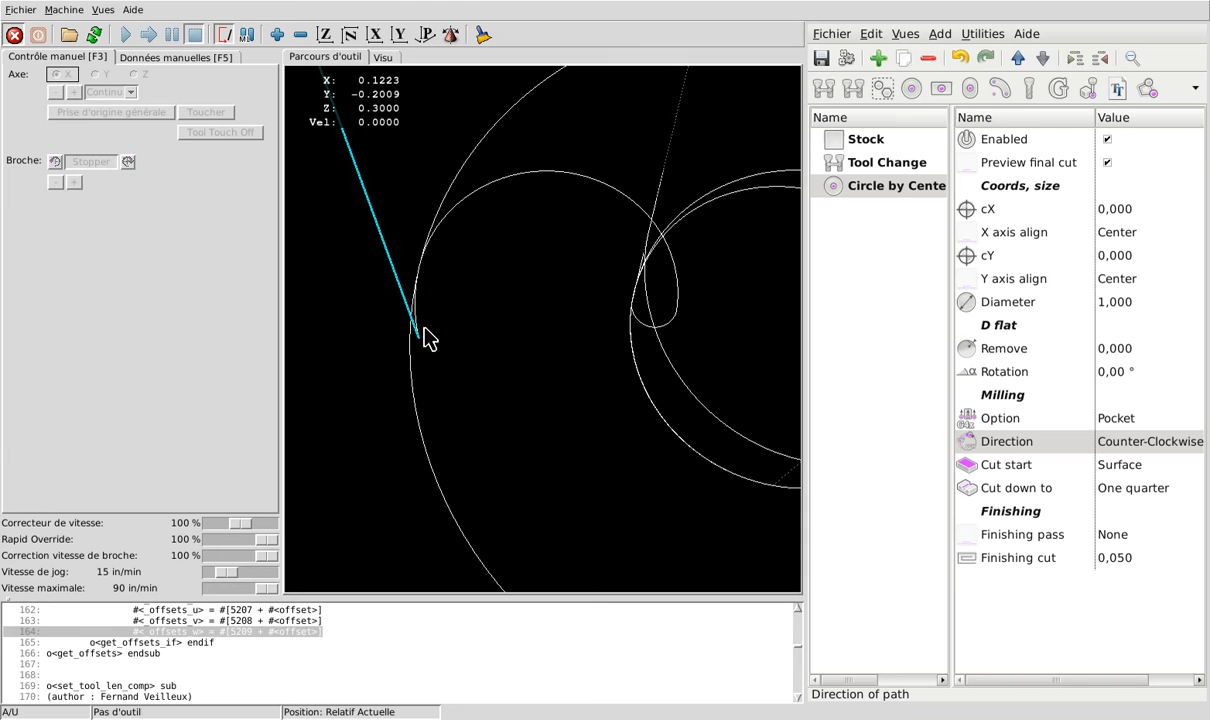 Fichier Machine Vues Aide
Contrôle manuel [F3] Données manuelles [F5]
Axe: X Y Z
- + Continu
Prise d'origine générale Toucher
Tool Touch Off
Broche: Stopper
- +
Correcteur de vitesse: 100 %
Rapid Override: 100 %
Correction vitesse de broche: 100 %
Vitesse de jog: 15 in/min
Vitesse maximale: 90 in/min
Parcours d'outil Visu
X: 0.1223
Y: -0.2009
Z: 0.3000
Vel: 0.0000
162: #<_offsets_u> = #[5207 + #<offset>]
163: #<_offsets_v> = #[5208 + #<offset>]
164: #<_offsets_w> = #[5209 + #<offset>]
165: o<get_offsets_if> endif
166: o<get_offsets> endsub
167:
168:
169: o<set_tool_len_comp> sub
170: (author : Fernand Veilleux)
A/U Pas d'outil Position: Relatif Actuelle
Fichier Edit Vues Add Utilities Aide
Name
Stock
Tool Change
Circle by Cente
Name Value
Enabled
Preview final cut
Coords, size
cX 0,000
X axis align Center
cY 0,000
Y axis align Center
Diameter 1,000
D flat
Remove 0,000
Rotation 0,00 °
Milling
Option Pocket
Direction Counter-Clockwise
Cut start Surface
Cut down to One quarter
Finishing
Finishing pass None
Finishing cut 0,050
Direction of path